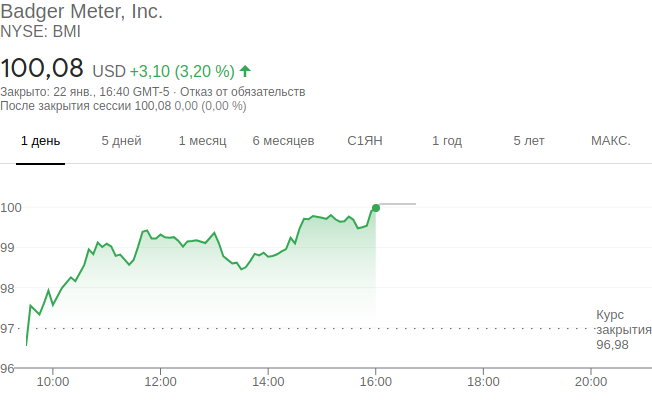 Badger Meter, Inc.
NYSE: BMI
100,08 USD +3,10 (3,20 %)
Закрыто: 22 янв., 16:40 GMT-5 · Отказ от обязательств
После закрытия сессии 100,08 0,00 (0,00 %)
1 день 5 дней 1 месяц 6 месяцев С1ЯН 1 год 5 лет МАКС.
100
99
98
97
96
Курс
закрытия
96,98
10:00 12:00 14:00 16:00 18:00 20:00